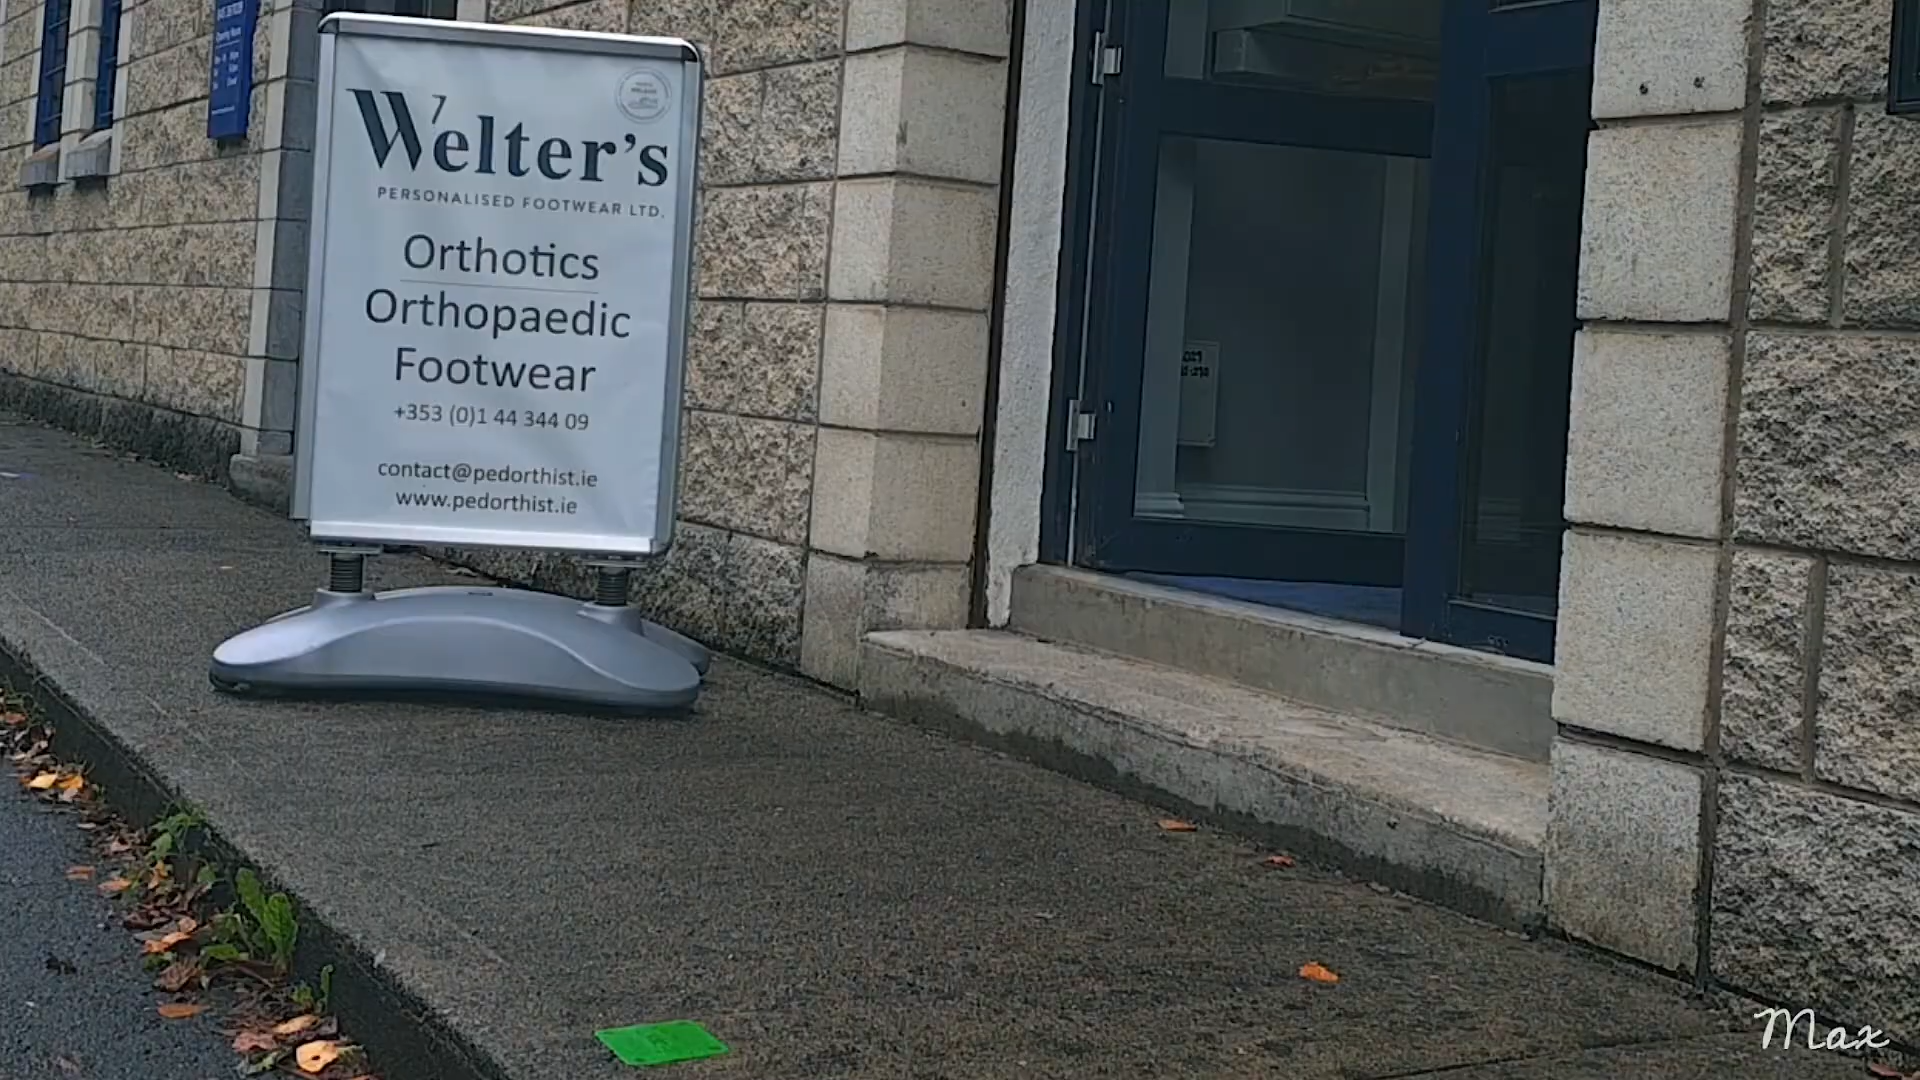 Welter's
PERSONALISED FOOTWEAR LTD.
Orthotics
Orthopaedic
Footwear
+353 (0)1 44 344 09
contact@pedorthist.ie
www.pedorthist.ie
Max